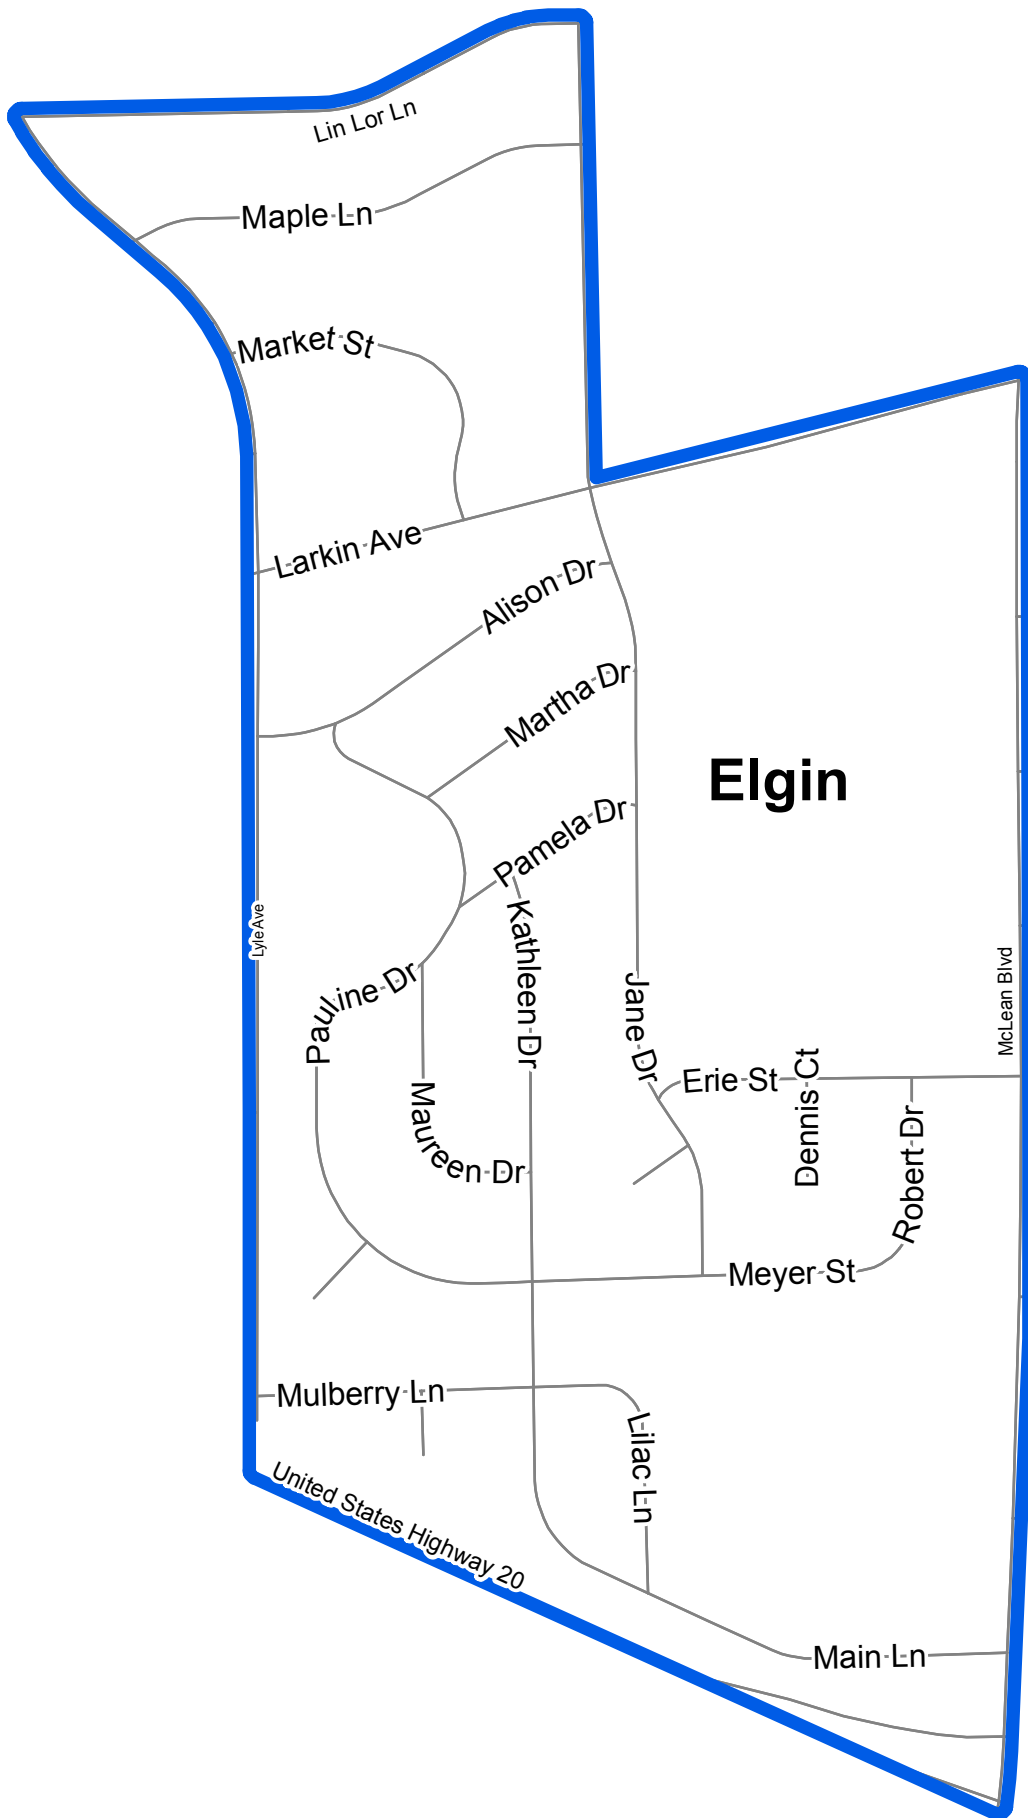 Lin Lor Ln
Maple Ln
Market St
Larkin Ave
Alison Dr
Martha Dr
Elgin
Pamela Dr
Kathleen Dr
Lyle Ave
McLean Blvd
Pauline Dr
Jane Dr
Erie St
Dennis Ct
Maureen Dr
Robert Dr
Meyer St
Mulberry Ln
Lilac Ln
United States Highway 20
Main Ln